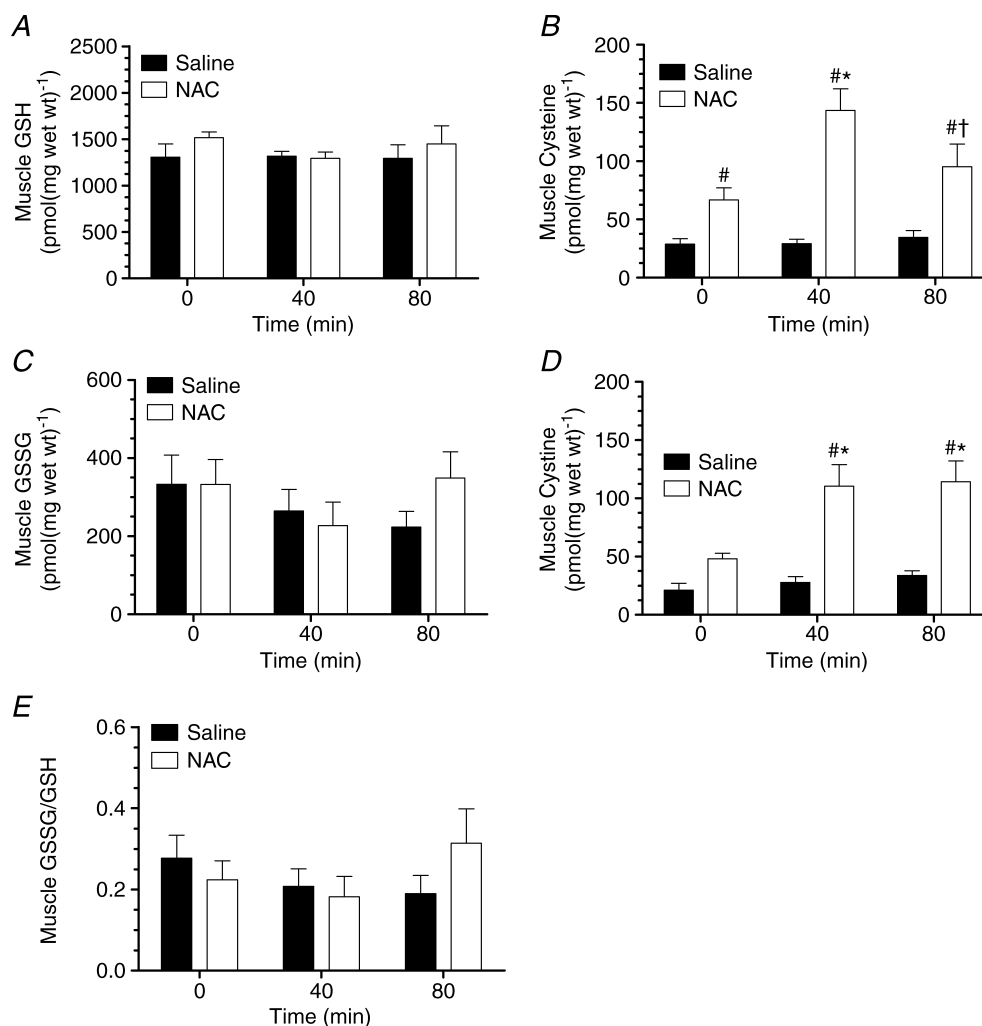 A
Muscle GSH
(pmol(mg wet wt)⁻¹
2500
2000
1500
1000
500
0
Saline
NAC
0 40 80
Time (min)
B
Muscle Cysteine
(pmol(mg wet wt)⁻¹
200
150
100
50
0
Saline
NAC
#
#*
#†
0 40 80
Time (min)
C
Muscle GSSG
(pmol(mg wet wt)⁻¹
600
400
200
0
Saline
NAC
0 40 80
Time (min)
D
Muscle Cystine
(pmol(mg wet wt)⁻¹
200
150
100
50
0
Saline
NAC
#*
#*
0 40 80
Time (min)
E
Muscle GSSG/GSH
0.6
0.4
0.2
0.0
Saline
NAC
0 40 80
Time (min)